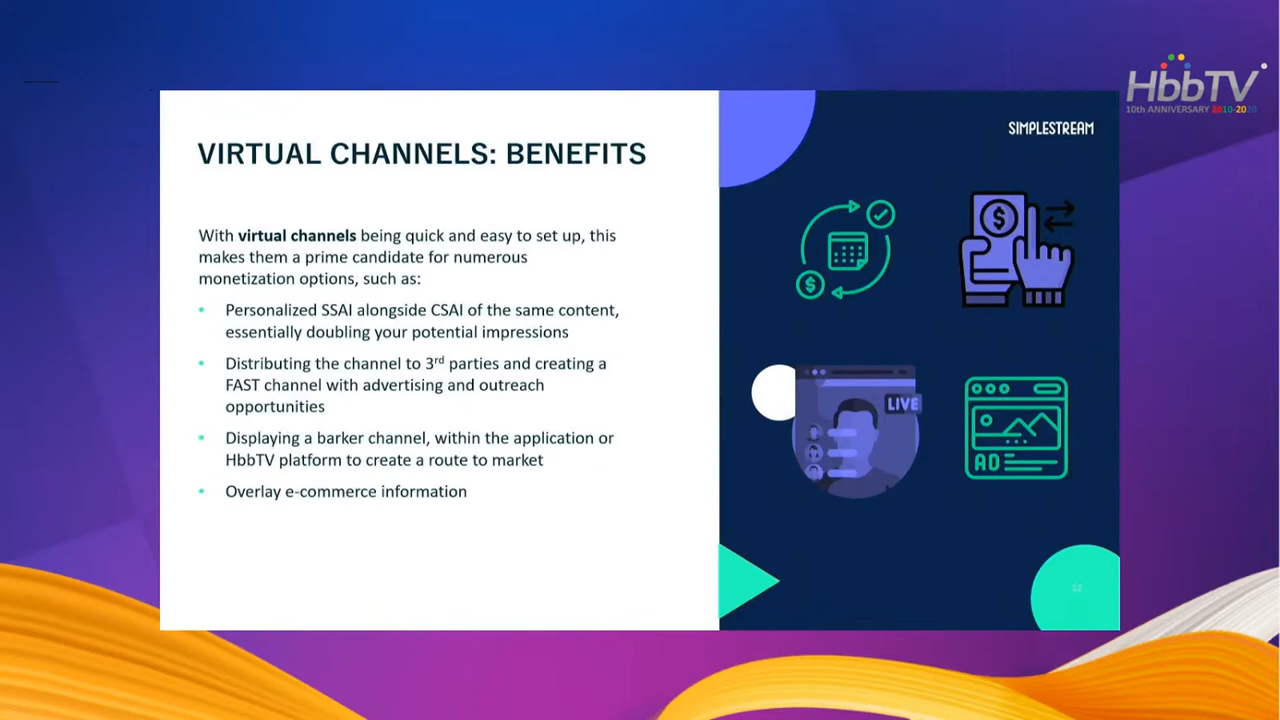 HbbTV
10th ANNIVERSARY 2010-2020
SIMPLESTREAM
VIRTUAL CHANNELS: BENEFITS
With virtual channels being quick and easy to set up, this
makes them a prime candidate for numerous
monetization options, such as:
• Personalized SSAI alongside CSAI of the same content,
essentially doubling your potential impressions
• Distributing the channel to 3rd parties and creating a
FAST channel with advertising and outreach
opportunities
• Displaying a barker channel, within the application or
HbbTV platform to create a route to market
• Overlay e-commerce information
$
$
LIVE
AD